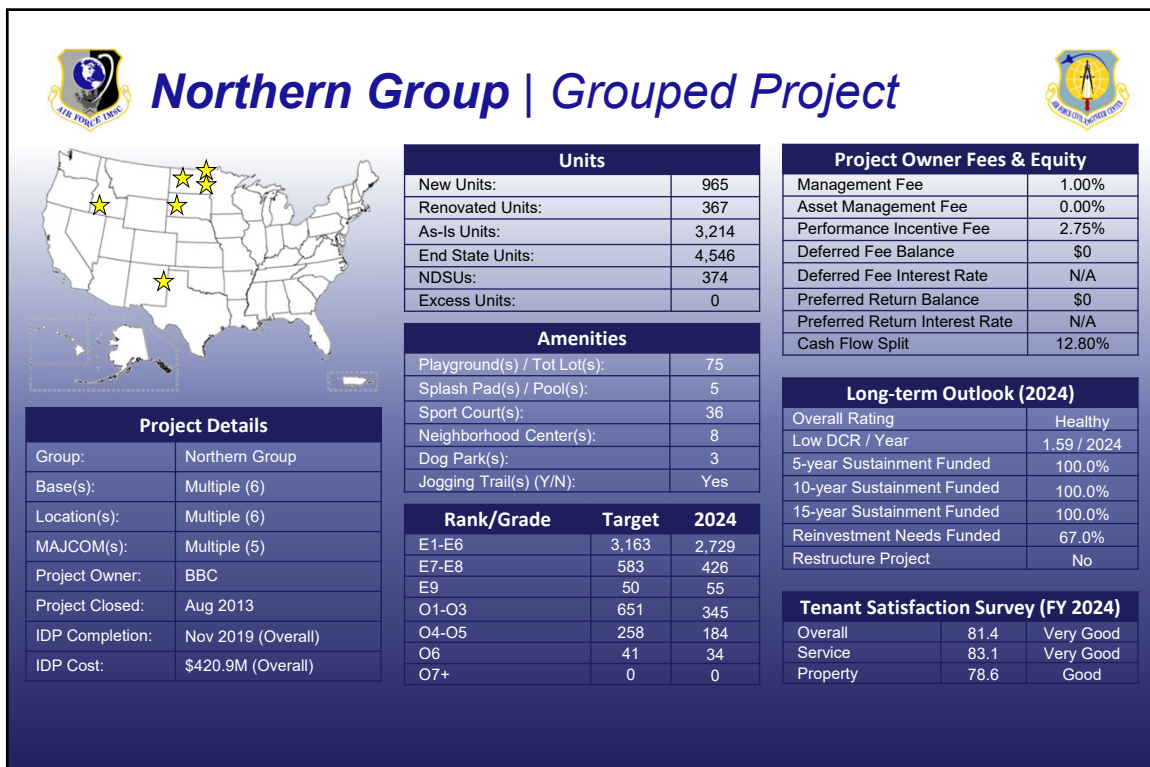 AIR FORCE IMSC
Northern Group | Grouped Project
AIR FORCE CIVIL ENGINEER CENTER
Project Details
Group: Northern Group
Base(s): Multiple (6)
Location(s): Multiple (6)
MAJCOM(s): Multiple (5)
Project Owner: BBC
Project Closed: Aug 2013
IDP Completion: Nov 2019 (Overall)
IDP Cost: $420.9M (Overall)
Units
New Units: 965
Renovated Units: 367
As-Is Units: 3,214
End State Units: 4,546
NDSUs: 374
Excess Units: 0
Amenities
Playground(s) / Tot Lot(s): 75
Splash Pad(s) / Pool(s): 5
Sport Court(s): 36
Neighborhood Center(s): 8
Dog Park(s): 3
Jogging Trail(s) (Y/N): Yes
Rank/Grade Target 2024
E1-E6 3,163 2,729
E7-E8 583 426
E9 50 55
O1-O3 651 345
O4-O5 258 184
O6 41 34
O7+ 0 0
Project Owner Fees & Equity
Management Fee 1.00%
Asset Management Fee 0.00%
Performance Incentive Fee 2.75%
Deferred Fee Balance $0
Deferred Fee Interest Rate N/A
Preferred Return Balance $0
Preferred Return Interest Rate N/A
Cash Flow Split 12.80%
Long-term Outlook (2024)
Overall Rating Healthy
Low DCR / Year 1.59 / 2024
5-year Sustainment Funded 100.0%
10-year Sustainment Funded 100.0%
15-year Sustainment Funded 100.0%
Reinvestment Needs Funded 67.0%
Restructure Project No
Tenant Satisfaction Survey (FY 2024)
Overall 81.4 Very Good
Service 83.1 Very Good
Property 78.6 Good